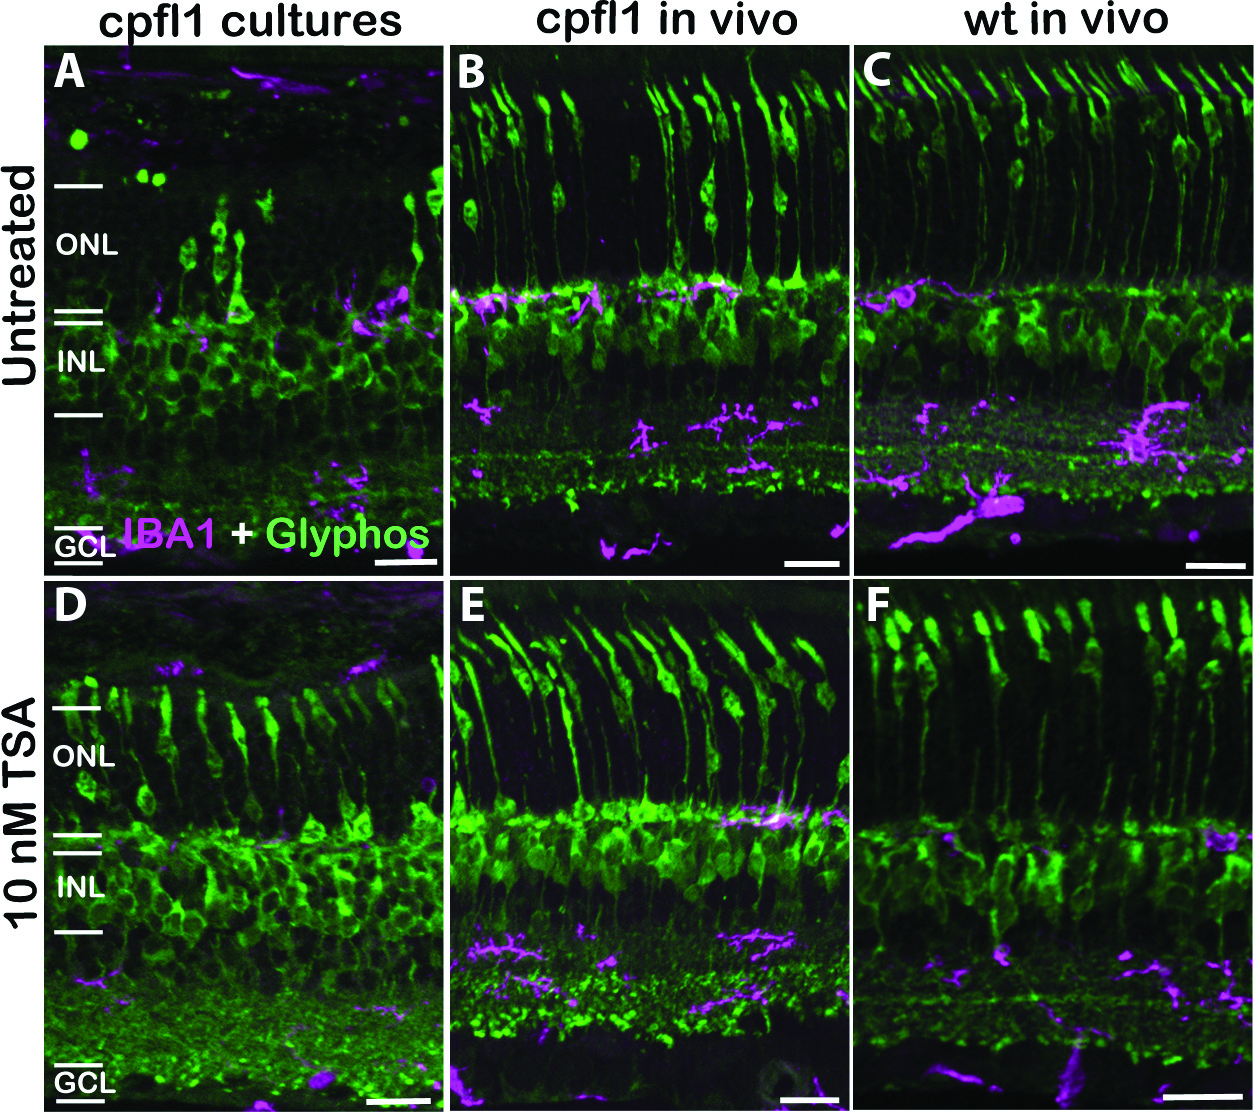 cpfl1 cultures
cpfl1 in vivo
wt in vivo
Untreated
A
B
C
ONL
INL
IBA1 + Glyphos
GCL
10 nM TSA
D
E
F
ONL
INL
GCL